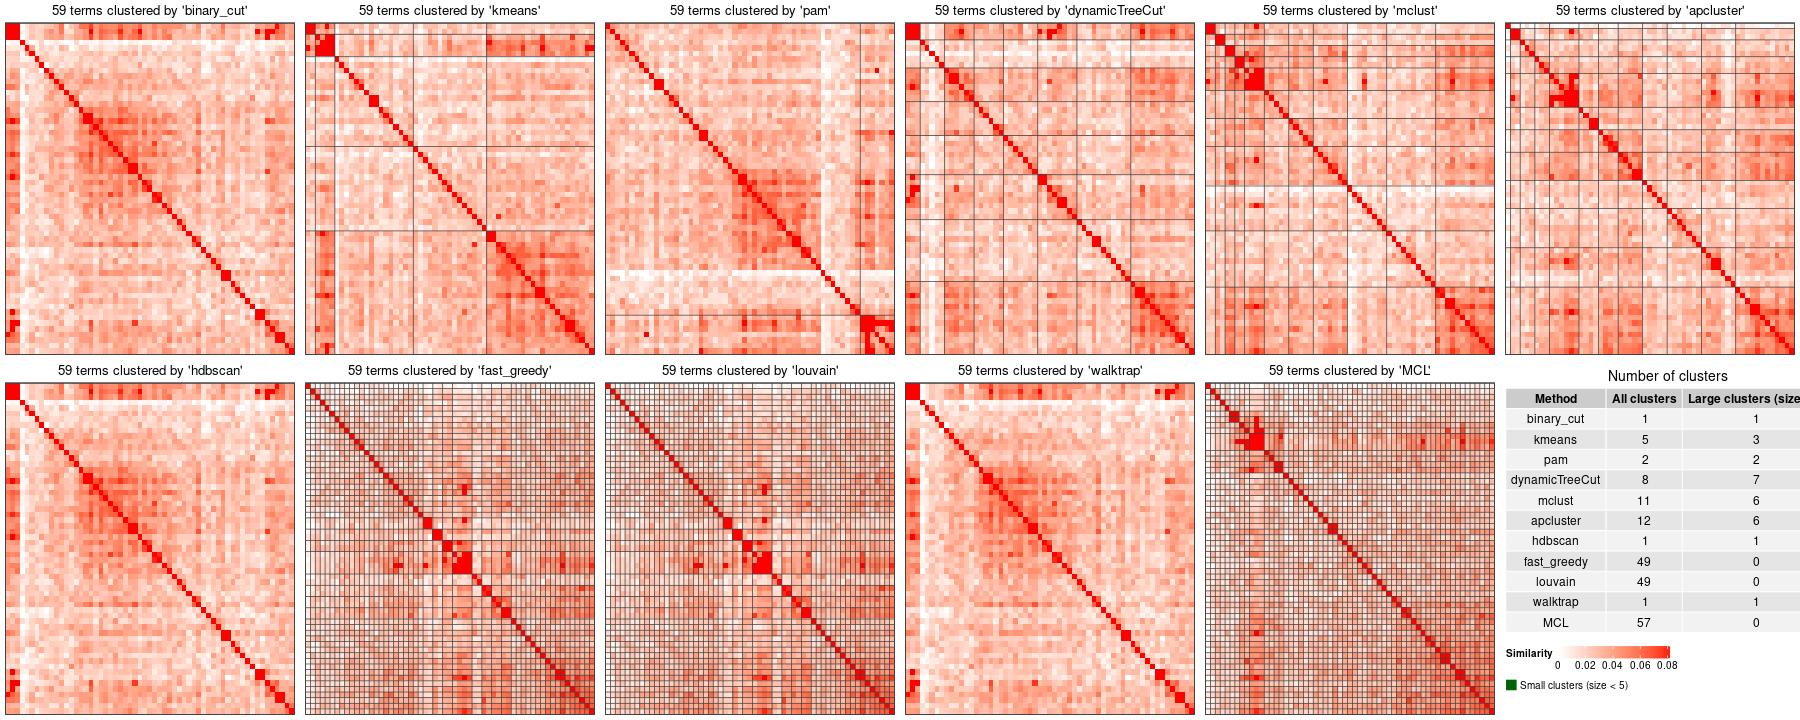 59 terms clustered by 'binary_cut'
59 terms clustered by 'kmeans'
59 terms clustered by 'pam'
59 terms clustered by 'dynamicTreeCut'
59 terms clustered by 'mclust'
59 terms clustered by 'apcluster'
59 terms clustered by 'hdbscan'
59 terms clustered by 'fast_greedy'
59 terms clustered by 'louvain'
59 terms clustered by 'walktrap'
59 terms clustered by 'MCL'
Number of clusters
Method All clusters Large clusters (size
binary_cut 1 1
kmeans 5 3
pam 2 2
dynamicTreeCut 8 7
mclust 11 6
apcluster 12 6
hdbscan 1 1
fast_greedy 49 0
louvain 49 0
walktrap 1 1
MCL 57 0
Similarity
0 0.02 0.04 0.06 0.08
Small clusters (size < 5)